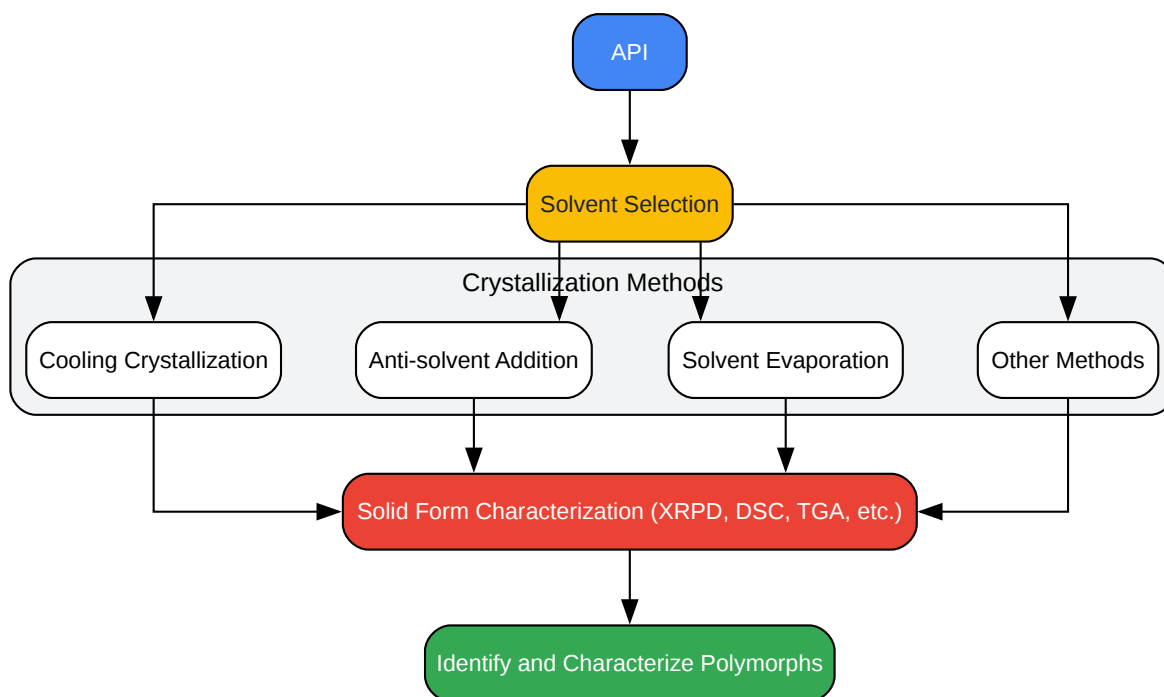 API
Solvent Selection
Crystallization Methods
Cooling Crystallization
Anti-solvent Addition
Solvent Evaporation
Other Methods
Solid Form Characterization (XRPD, DSC, TGA, etc.)
Identify and Characterize Polymorphs